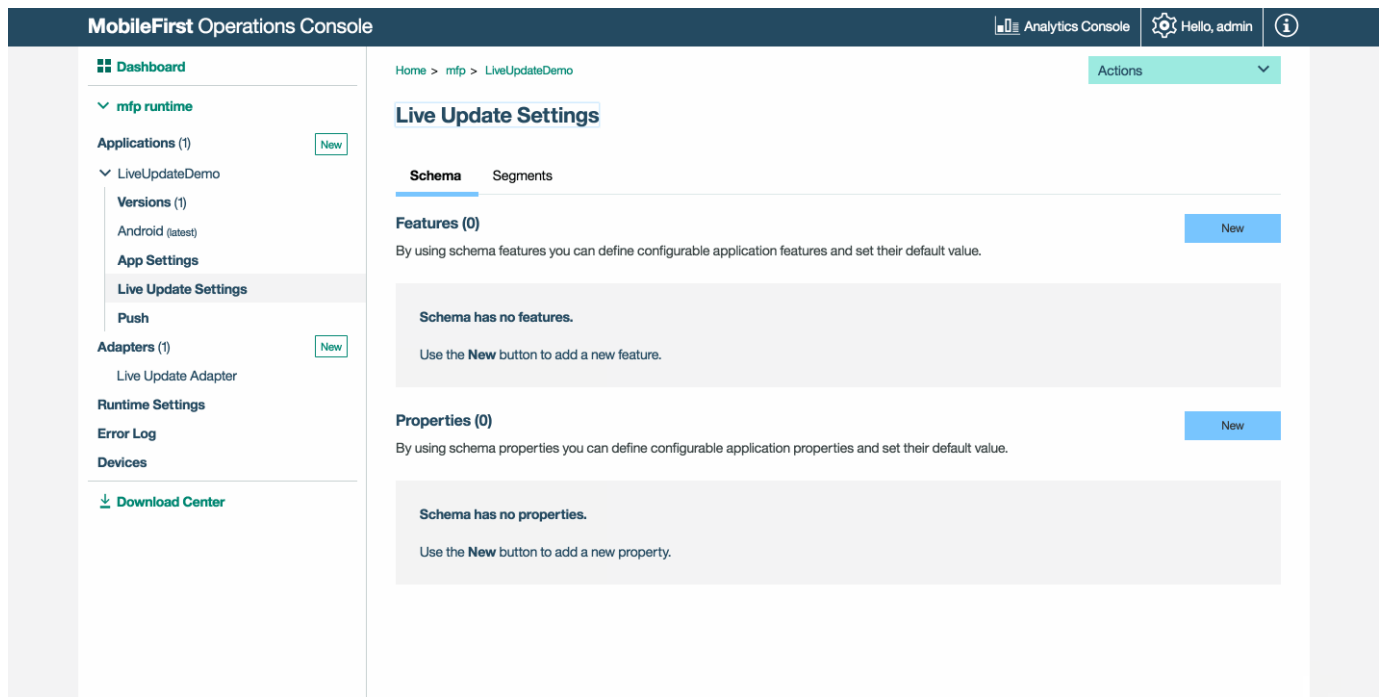 MobileFirst Operations Console
Analytics Console
Hello, admin
Dashboard
mfp runtime
Applications (1)
New
LiveUpdateDemo
Versions (1)
Android (latest)
App Settings
Live Update Settings
Push
Adapters (1)
New
Live Update Adapter
Runtime Settings
Error Log
Devices
Download Center
Home > mfp > LiveUpdateDemo
Actions
Live Update Settings
Schema Segments
Features (0)
New
By using schema features you can define configurable application features and set their default value.
Schema has no features.
Use the New button to add a new feature.
Properties (0)
New
By using schema properties you can define configurable application properties and set their default value.
Schema has no properties.
Use the New button to add a new property.